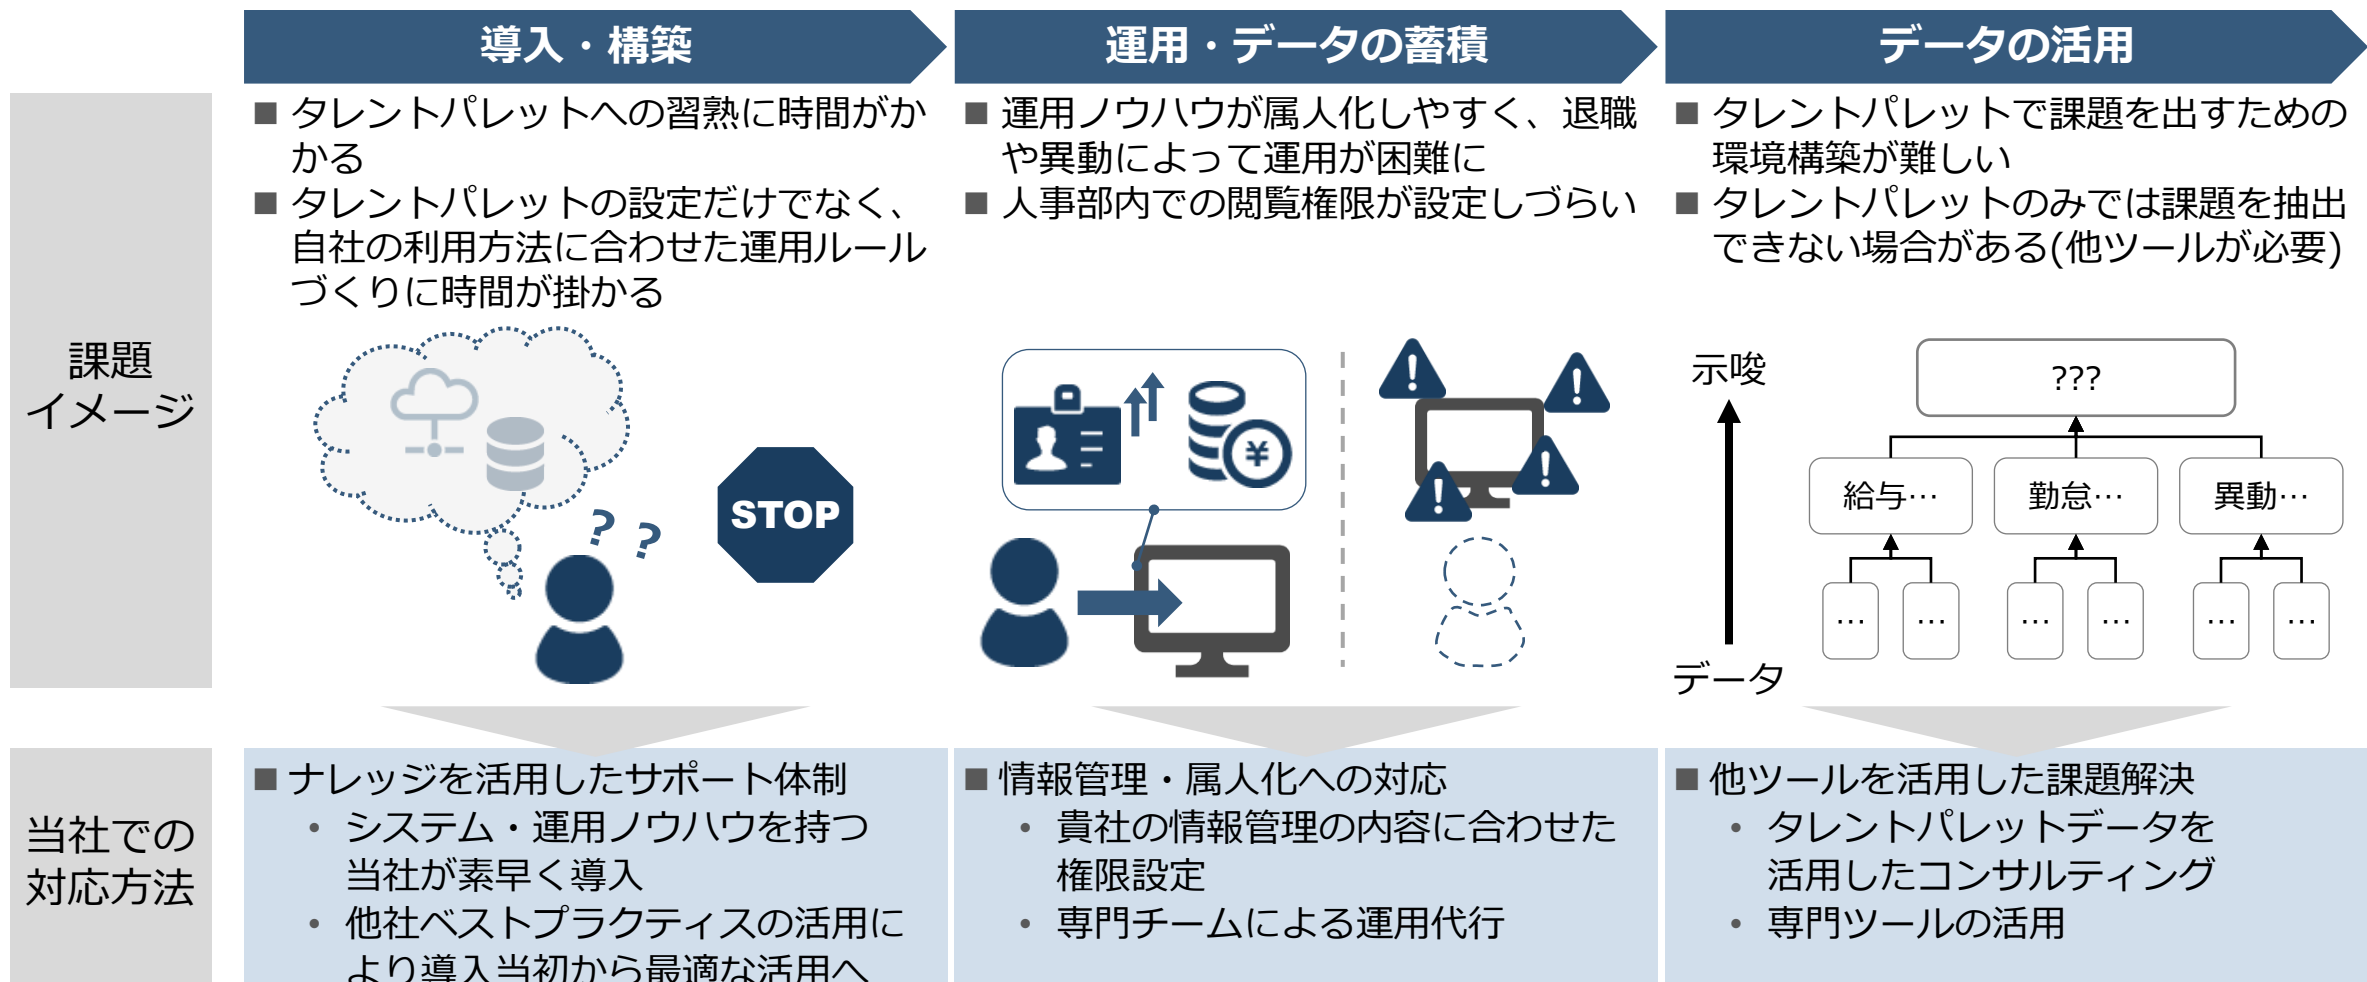 導入・構築
運用・データの蓄積
データの活用
課題
イメージ
■ タレントパレットへの習熟に時間がか
かる
■ タレントパレットの設定だけでなく、
自社の利用方法に合わせた運用ルール
づくりに時間が掛かる
? ?
STOP
■ 運用ノウハウが属人化しやすく、退職
や異動によって運用が困難に
■ 人事部内での閲覧権限が設定しづらい
¥
! ! ! !
■ タレントパレットで課題を出すための
環境構築が難しい
■ タレントパレットのみでは課題を抽出
できない場合がある(他ツールが必要)
示唆
???
給与… 勤怠… 異動…
… … … … … …
データ
当社での
対応方法
■ ナレッジを活用したサポート体制
• システム・運用ノウハウを持つ
当社が素早く導入
• 他社ベストプラクティスの活用に
より導入当初から最適な活用へ
■ 情報管理・属人化への対応
• 貴社の情報管理の内容に合わせた
権限設定
• 専門チームによる運用代行
■ 他ツールを活用した課題解決
• タレントパレットデータを
活用したコンサルティング
• 専門ツールの活用